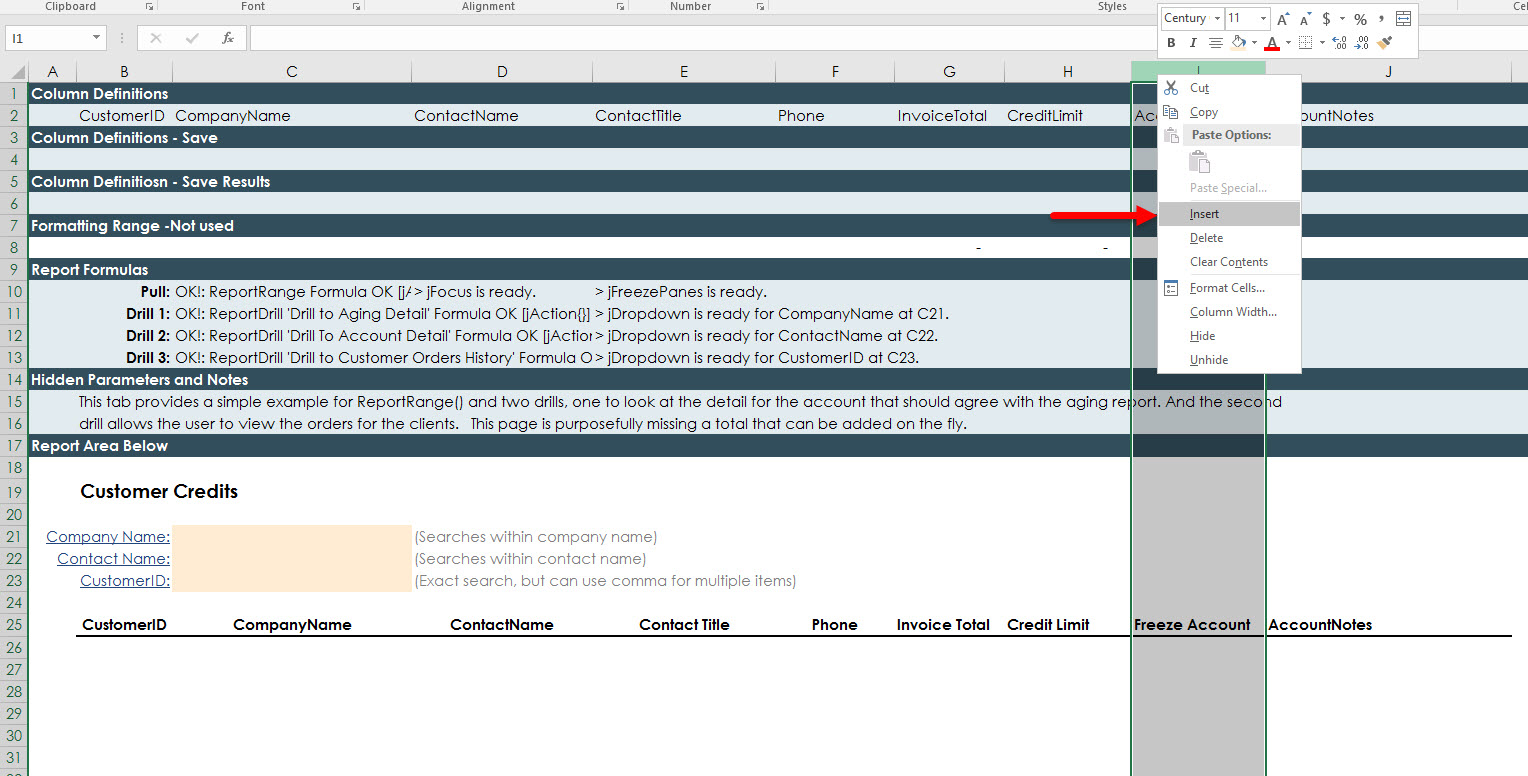 Clipboard Font Alignment Number Styles Cel
Century 11 A A $ % ,
I1 fx
B I A .00 .00
A B C D E F G H I J
1 Column Definitions
2 CustomerID CompanyName ContactName ContactTitle Phone InvoiceTotal CreditLimit Acc ountNotes
3 Column Definitions - Save
4
5 Column Definitiosn - Save Results
6
7 Formatting Range -Not used
8 - -
9 Report Formulas
10 Pull: OK!: ReportRange Formula OK [jA > jFocus is ready. > jFreezePanes is ready.
11 Drill 1: OK!: ReportDrill 'Drill to Aging Detail' Formula OK [jAction{}] > jDropdown is ready for CompanyName at C21.
12 Drill 2: OK!: ReportDrill 'Drill To Account Detail' Formula OK [jAction > jDropdown is ready for ContactName at C22.
13 Drill 3: OK!: ReportDrill 'Drill to Customer Orders History' Formula O > jDropdown is ready for CustomerID at C23.
14 Hidden Parameters and Notes
15 This tab provides a simple example for ReportRange() and two drills, one to look at the detail for the account that should agree with the aging report. And the second
16 drill allows the user to view the orders for the clients. This page is purposefully missing a total that can be added on the fly.
17 Report Area Below
18
19 Customer Credits
20
21 Company Name: (Searches within company name)
22 Contact Name: (Searches within contact name)
23 CustomerID: (Exact search, but can use comma for multiple items)
24
25 CustomerID CompanyName ContactName Contact Title Phone Invoice Total Credit Limit Freeze Account AccountNotes
26
27
28
29
30
31
Cut
Copy
Paste Options:
Paste Special...
Insert
Delete
Clear Contents
Format Cells...
Column Width...
Hide
Unhide